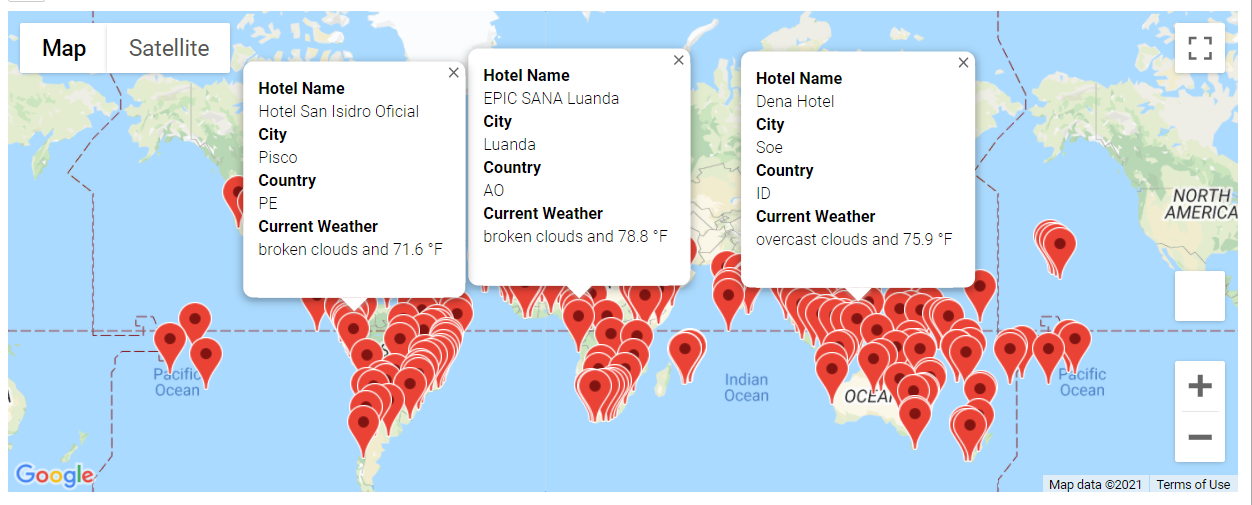 Map
Satellite
Hotel Name
Hotel San Isidro Oficial
City
Pisco
Country
PE
Current Weather
broken clouds and 71.6 °F
Hotel Name
EPIC SANA Luanda
City
Luanda
Country
AO
Current Weather
broken clouds and 78.8 °F
Hotel Name
Dena Hotel
City
Soe
Country
ID
Current Weather
overcast clouds and 75.9 °F
NORTH
AMERICA
Pacific
Ocean
Indian
Ocean
Pacific
Ocean
Google
Map data ©2021
Terms of Use